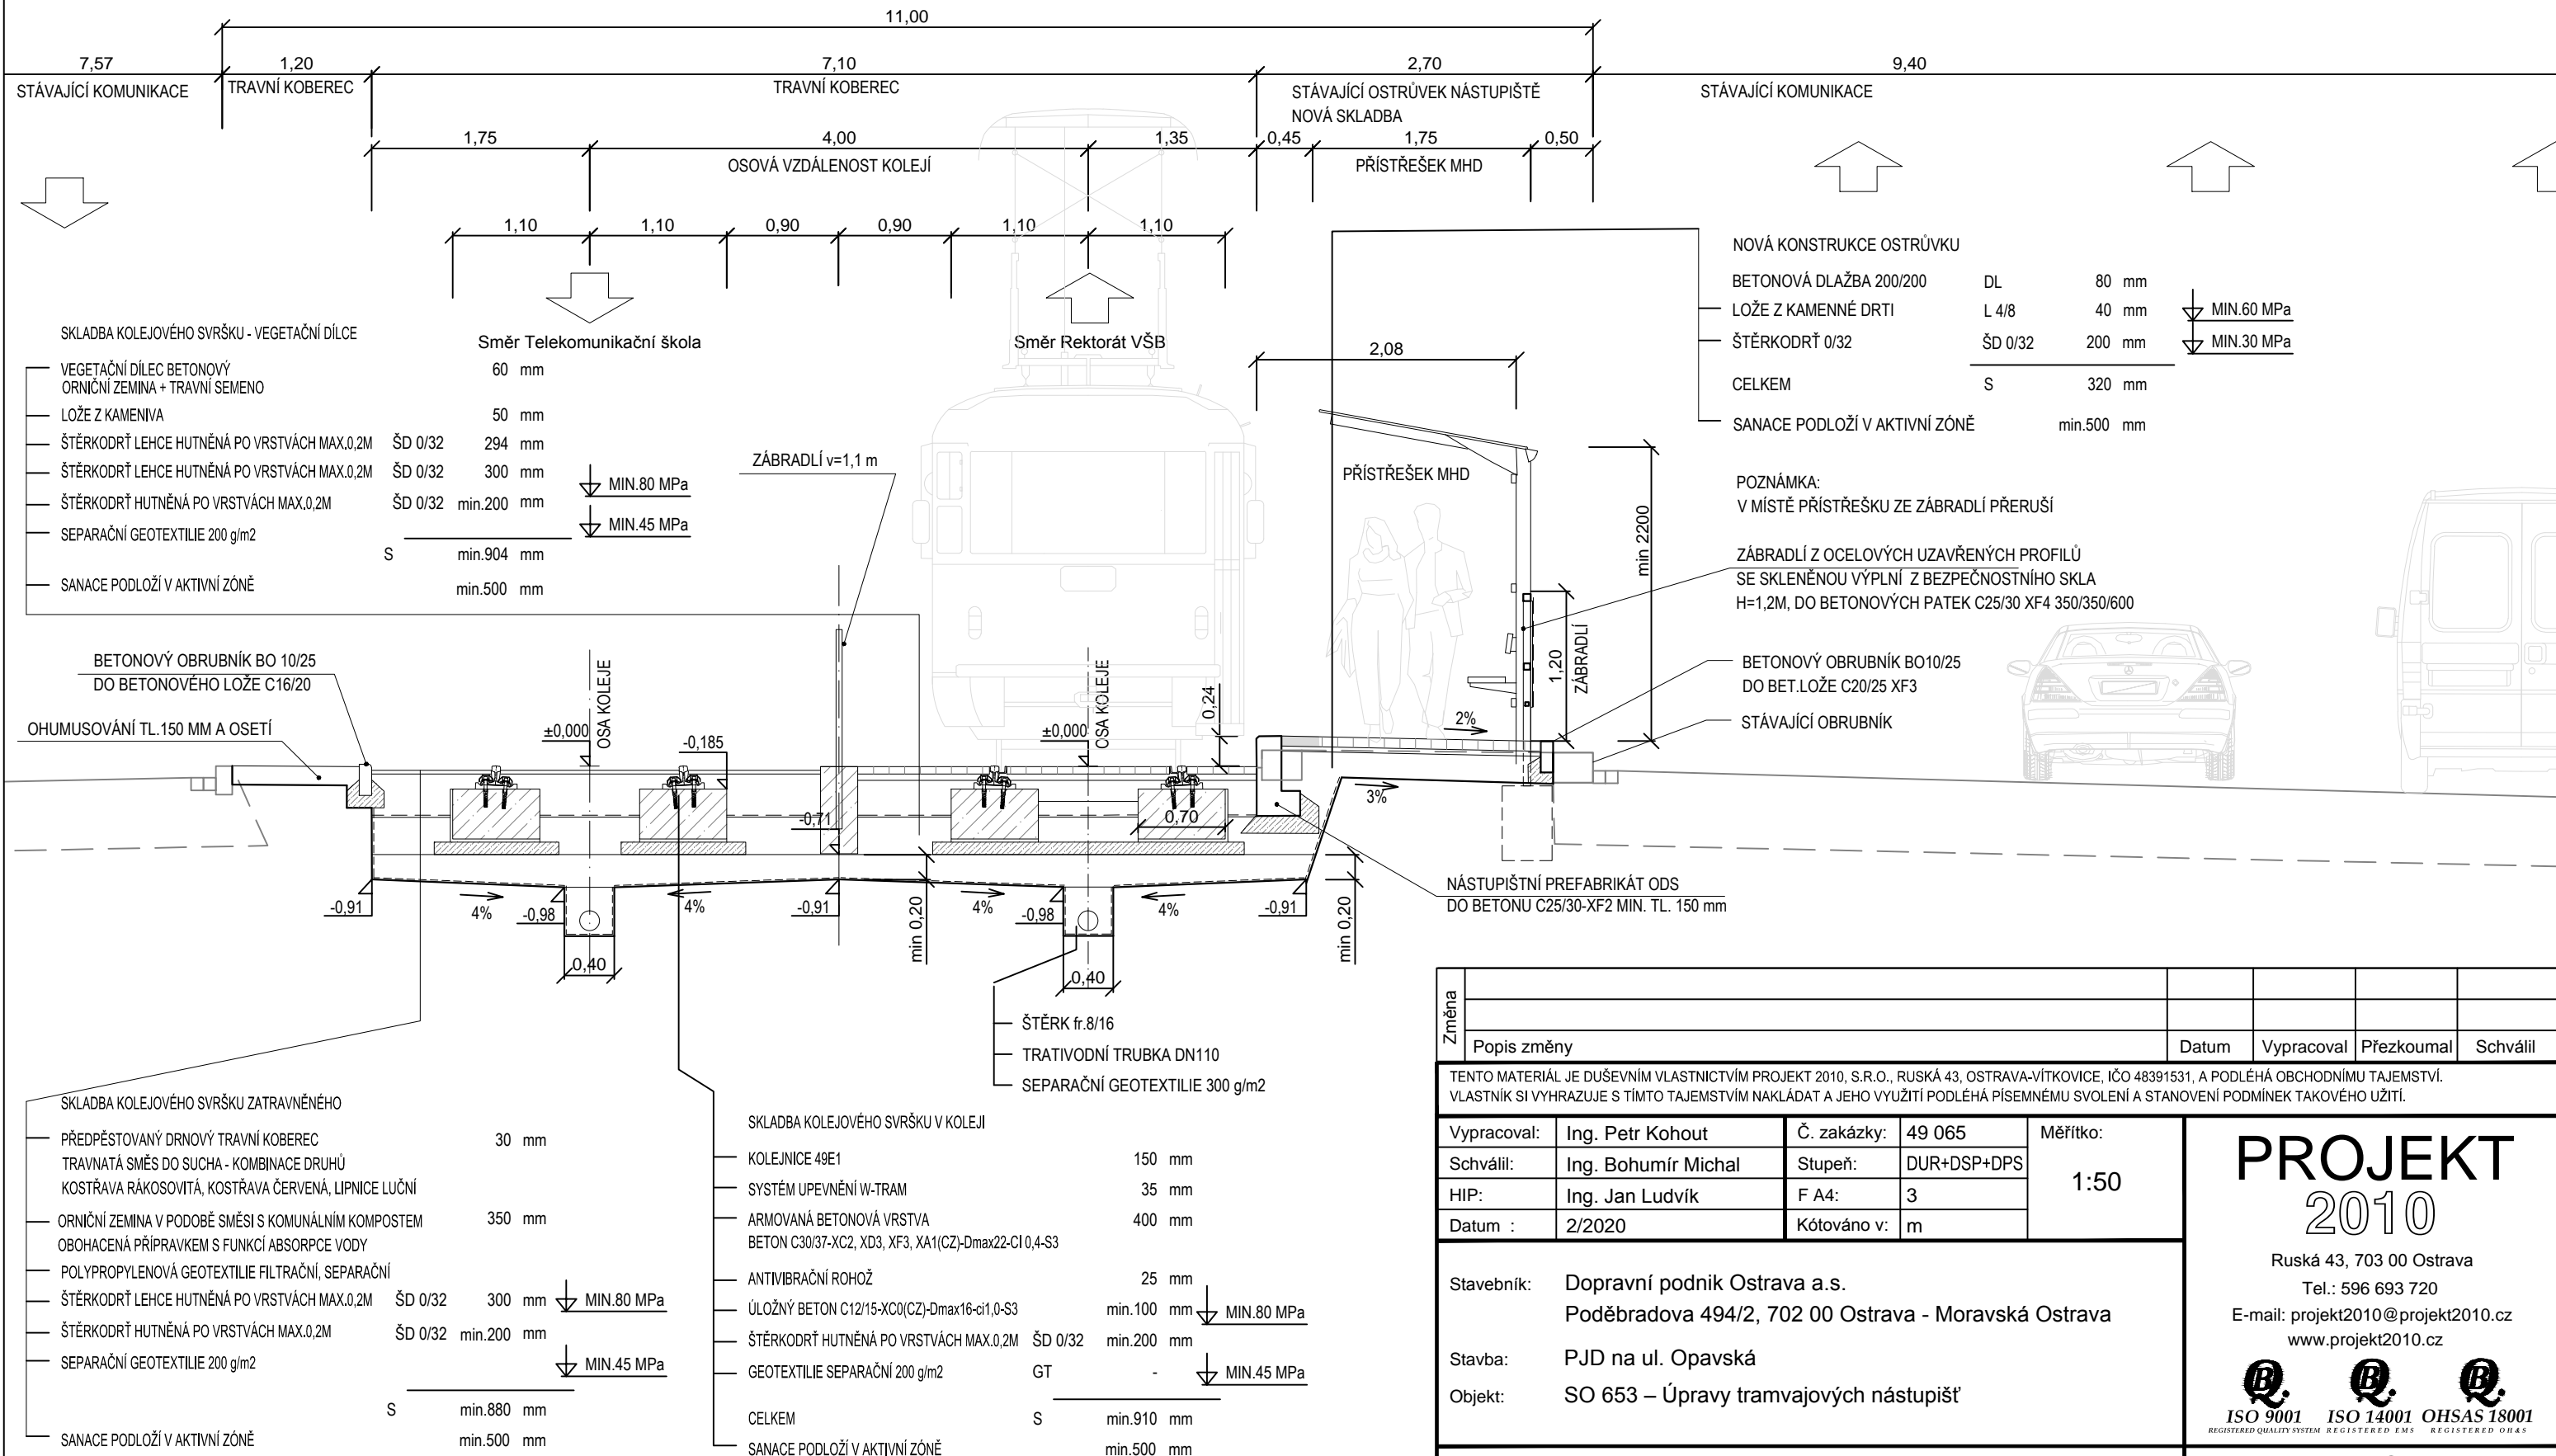 11,00
7,57
1,20
7,10
2,70
9,40
STÁVAJÍCÍ KOMUNIKACE
TRAVNÍ KOBEREC
TRAVNÍ KOBEREC
STÁVAJÍCÍ OSTRŮVEK NÁSTUPIŠTĚ
NOVÁ SKLADBA
STÁVAJÍCÍ KOMUNIKACE
1,75
4,00
1,35
0,45
1,75
0,50
OSOVÁ VZDÁLENOST KOLEJÍ
PŘÍSTŘEŠEK MHD
1,10
1,10
0,90
0,90
1,10
1,10
Směr Telekomunikační škola
Směr Rektorát VŠB
2,08
SKLADBA KOLEJOVÉHO SVRŠKU - VEGETAČNÍ DÍLCE
VEGETAČNÍ DÍLEC BETONOVÝ 60 mm
ORNIČNÍ ZEMINA + TRAVNÍ SEMENO
LOŽE Z KAMENIVA 50 mm
ŠTĚRKODRŤ LEHCE HUTNĚNÁ PO VRSTVÁCH MAX.0,2M ŠD 0/32 294 mm
ŠTĚRKODRŤ LEHCE HUTNĚNÁ PO VRSTVÁCH MAX.0,2M ŠD 0/32 300 mm
MIN.80 MPa
ŠTĚRKODRŤ HUTNĚNÁ PO VRSTVÁCH MAX.0,2M ŠD 0/32 min.200 mm
MIN.45 MPa
SEPARAČNÍ GEOTEXTILIE 200 g/m2
S min.904 mm
SANACE PODLOŽÍ V AKTIVNÍ ZÓNĚ min.500 mm
ZÁBRADLÍ v=1,1 m
NOVÁ KONSTRUKCE OSTRŮVKU
BETONOVÁ DLAŽBA 200/200 DL 80 mm
LOŽE Z KAMENNÉ DRTI L 4/8 40 mm MIN.60 MPa
ŠTĚRKODRŤ 0/32 ŠD 0/32 200 mm MIN.30 MPa
CELKEM S 320 mm
SANACE PODLOŽÍ V AKTIVNÍ ZÓNĚ min.500 mm
PŘÍSTŘEŠEK MHD
POZNÁMKA:
V MÍSTĚ PŘÍSTŘEŠKU ZE ZÁBRADLÍ PŘERUŠÍ
min 2200
ZÁBRADLÍ Z OCELOVÝCH UZAVŘENÝCH PROFILŮ
SE SKLENĚNOU VÝPLNÍ Z BEZPEČNOSTNÍHO SKLA
H=1,2M, DO BETONOVÝCH PATEK C25/30 XF4 350/350/600
1,20
ZÁBRADLÍ
BETONOVÝ OBRUBNÍK BO10/25
DO BET.LOŽE C20/25 XF3
STÁVAJÍCÍ OBRUBNÍK
BETONOVÝ OBRUBNÍK BO 10/25
DO BETONOVÉHO LOŽE C16/20
OHUMUSOVÁNÍ TL.150 MM A OSETÍ
±0,000
OSA KOLEJE
-0,185
±0,000
OSA KOLEJE
0,24
2%
-0,71
0,70
3%
-0,91
4%
-0,98
4%
-0,91
4%
-0,98
4%
-0,91
min 0,20
min 0,20
0,40
0,40
NÁSTUPIŠTNÍ PREFABRIKÁT ODS
DO BETONU C25/30-XF2 MIN. TL. 150 mm
ŠTĚRK fr.8/16
TRATIVODNÍ TRUBKA DN110
SEPARAČNÍ GEOTEXTILIE 300 g/m2
SKLADBA KOLEJOVÉHO SVRŠKU ZATRAVNĚNÉHO
PŘEDPĚSTOVANÝ DRNOVÝ TRAVNÍ KOBEREC 30 mm
TRAVNATÁ SMĚS DO SUCHA - KOMBINACE DRUHŮ
KOSTŘAVA RÁKOSOVITÁ, KOSTŘAVA ČERVENÁ, LIPNICE LUČNÍ
ORNIČNÍ ZEMINA V PODOBĚ SMĚSI S KOMUNÁLNÍM KOMPOSTEM 350 mm
OBOHACENÁ PŘÍPRAVKEM S FUNKCÍ ABSORPCE VODY
POLYPROPYLENOVÁ GEOTEXTILIE FILTRAČNÍ, SEPARAČNÍ
ŠTĚRKODRŤ LEHCE HUTNĚNÁ PO VRSTVÁCH MAX.0,2M ŠD 0/32 300 mm MIN.80 MPa
ŠTĚRKODRŤ HUTNĚNÁ PO VRSTVÁCH MAX.0,2M ŠD 0/32 min.200 mm
SEPARAČNÍ GEOTEXTILIE 200 g/m2 MIN.45 MPa
S min.880 mm
SANACE PODLOŽÍ V AKTIVNÍ ZÓNĚ min.500 mm
SKLADBA KOLEJOVÉHO SVRŠKU V KOLEJI
KOLEJNICE 49E1 150 mm
SYSTÉM UPEVNĚNÍ W-TRAM 35 mm
ARMOVANÁ BETONOVÁ VRSTVA 400 mm
BETON C30/37-XC2, XD3, XF3, XA1(CZ)-Dmax22-Cl 0,4-S3
ANTIVIBRAČNÍ ROHOŽ 25 mm
ÚLOŽNÝ BETON C12/15-XC0(CZ)-Dmax16-cl1,0-S3 min.100 mm MIN.80 MPa
ŠTĚRKODRŤ HUTNĚNÁ PO VRSTVÁCH MAX.0,2M ŠD 0/32 min.200 mm
GEOTEXTILIE SEPARAČNÍ 200 g/m2 GT - MIN.45 MPa
CELKEM S min.910 mm
SANACE PODLOŽÍ V AKTIVNÍ ZÓNĚ min.500 mm
Změna
Popis změny Datum Vypracoval Přezkoumal Schválil
TENTO MATERIÁL JE DUŠEVNÍM VLASTNICTVÍM PROJEKT 2010, S.R.O., RUSKÁ 43, OSTRAVA-VÍTKOVICE, IČO 48391531, A PODLÉHÁ OBCHODNÍMU TAJEMSTVÍ.
VLASTNÍK SI VYHRAZUJE S TÍMTO TAJEMSTVÍM NAKLÁDAT A JEHO VYUŽITÍ PODLÉHÁ PÍSEMNÉMU SVOLENÍ A STANOVENÍ PODMÍNEK TAKOVÉHO UŽITÍ.
Vypracoval: Ing. Petr Kohout Č. zakázky: 49 065 Měřítko:
Schválil: Ing. Bohumír Michal Stupeň: DUR+DSP+DPS
1:50
HIP: Ing. Jan Ludvík F A4: 3
Datum : 2/2020 Kótováno v: m
Stavebník: Dopravní podnik Ostrava a.s.
Poděbradova 494/2, 702 00 Ostrava - Moravská Ostrava
Stavba: PJD na ul. Opavská
Objekt: SO 653 – Úpravy tramvajových nástupišť
PROJEKT
2010
Ruská 43, 703 00 Ostrava
Tel.: 596 693 720
E-mail: projekt2010@projekt2010.cz
www.projekt2010.cz
BQ. BQ. BQ.
ISO 9001 ISO 14001 OHSAS 18001
REGISTERED QUALITY SYSTEM REGISTERED EMS REGISTERED OH&S